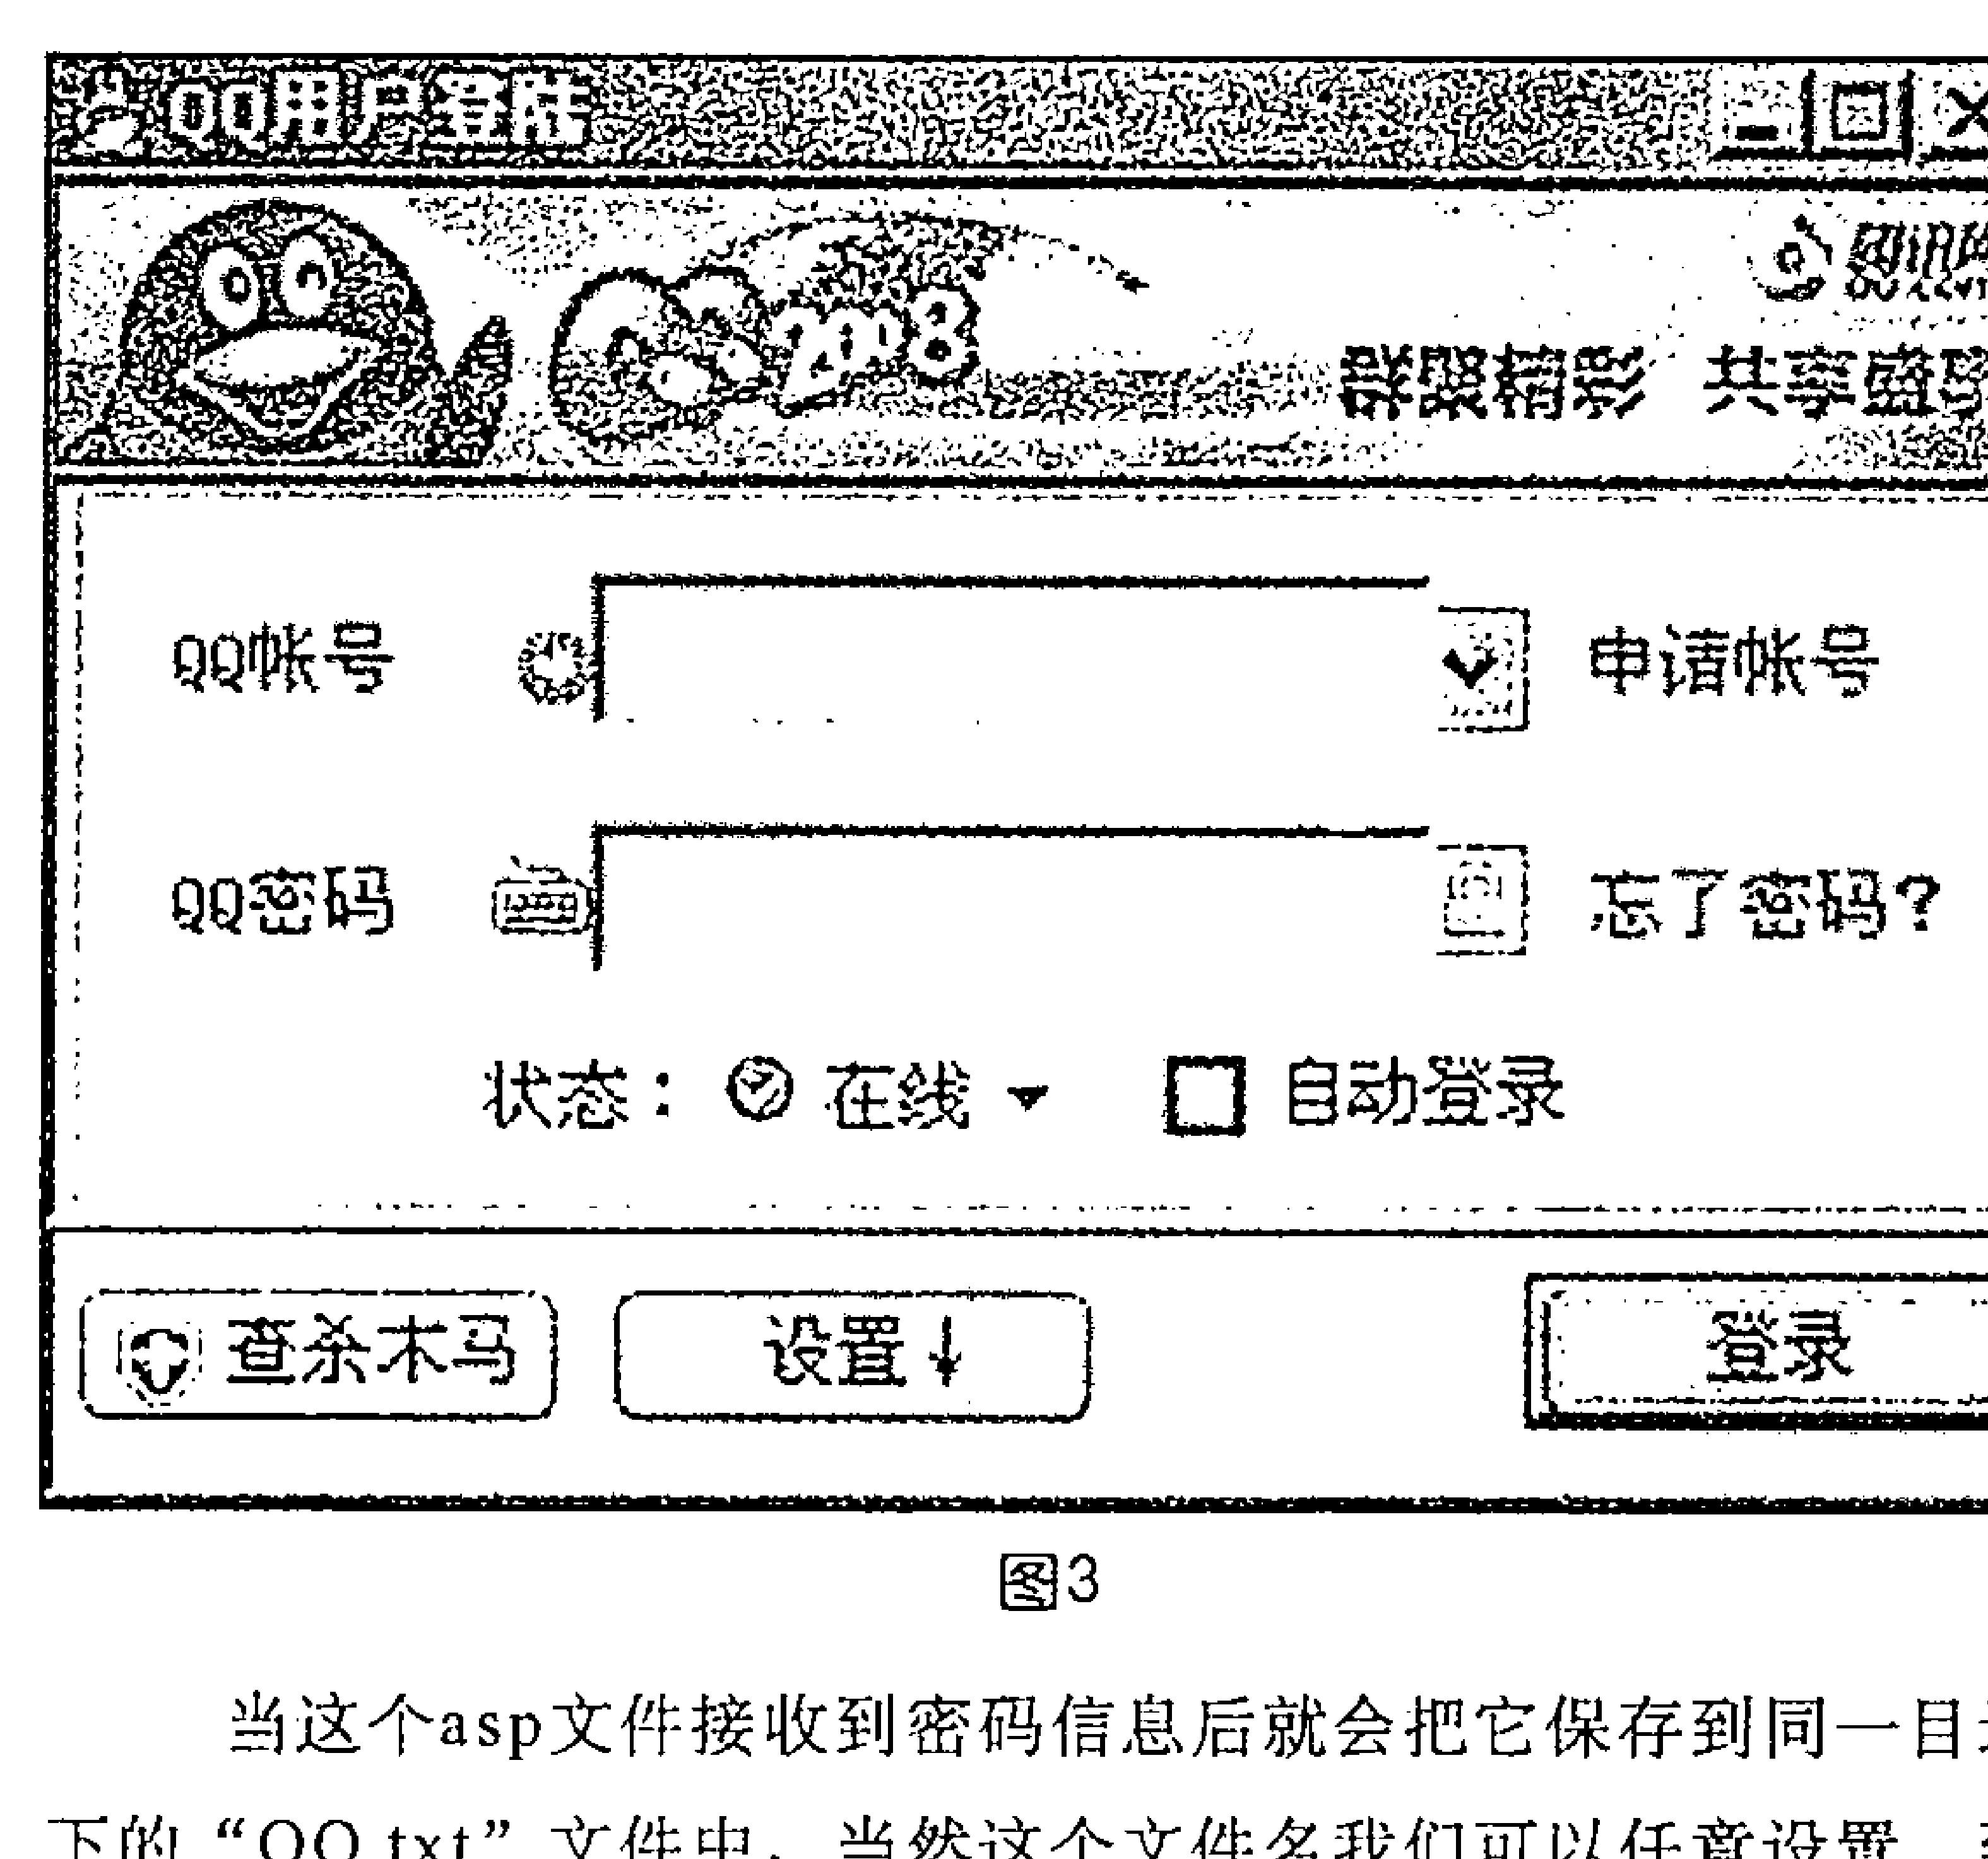 QQ用户登陆
QQ2008
群聚精彩 共享盛
QQ帐号
申请帐号
QQ密码
忘了密码?
状态: 在线
自动登录
查杀木马
设置↓
登录
图3
当这个asp文件接收到密码信息后就会把它保存到同一目
下的“QQ.txt”文件中,当然这个文件名我们可以任意设置